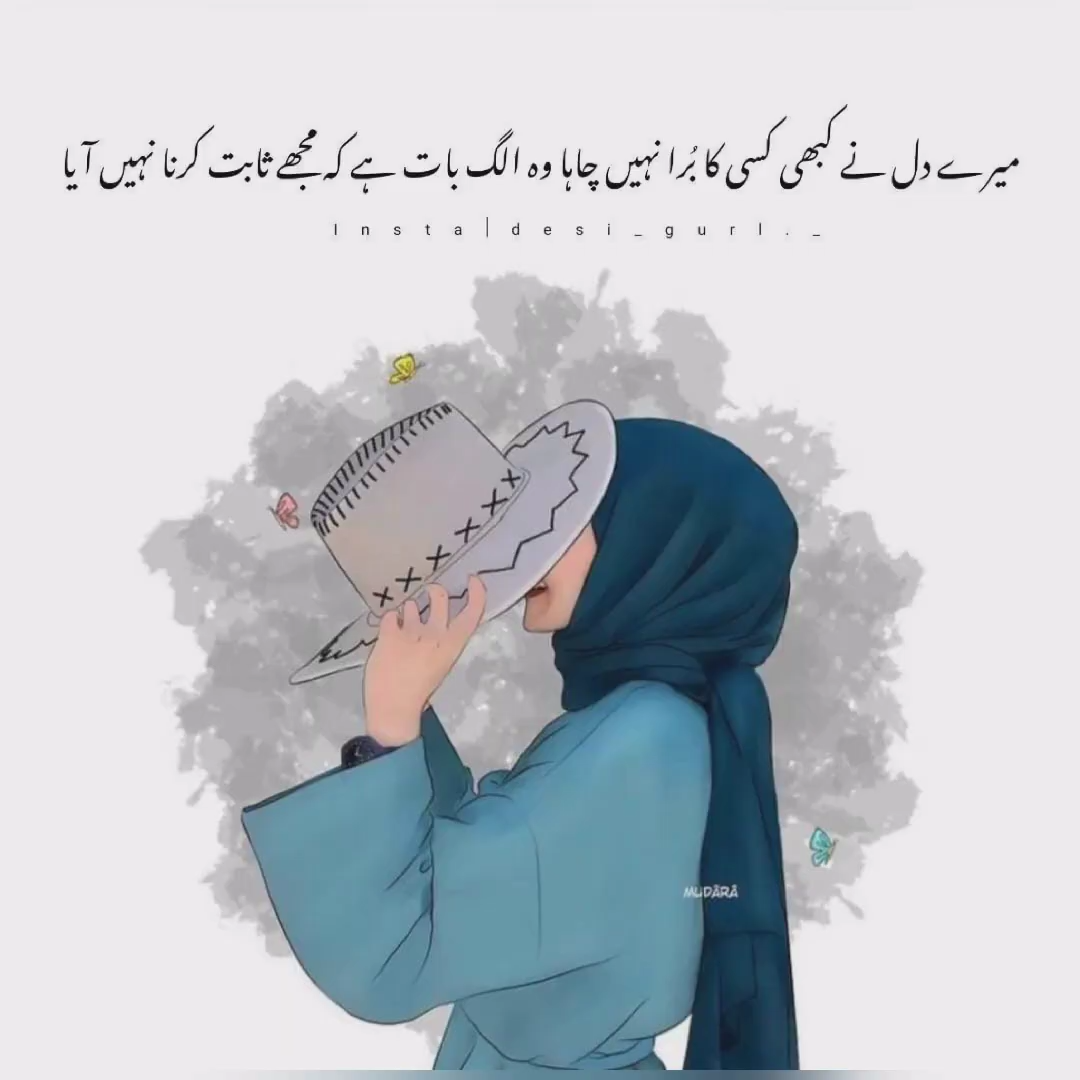 میرے دل نے کبھی کسی کا بُرا نہیں چاہا وہ الگ بات ہے کہ مجھے ثابت کرنا نہیں آیا
Insta|desi_gurl._
MUDĀRĀ